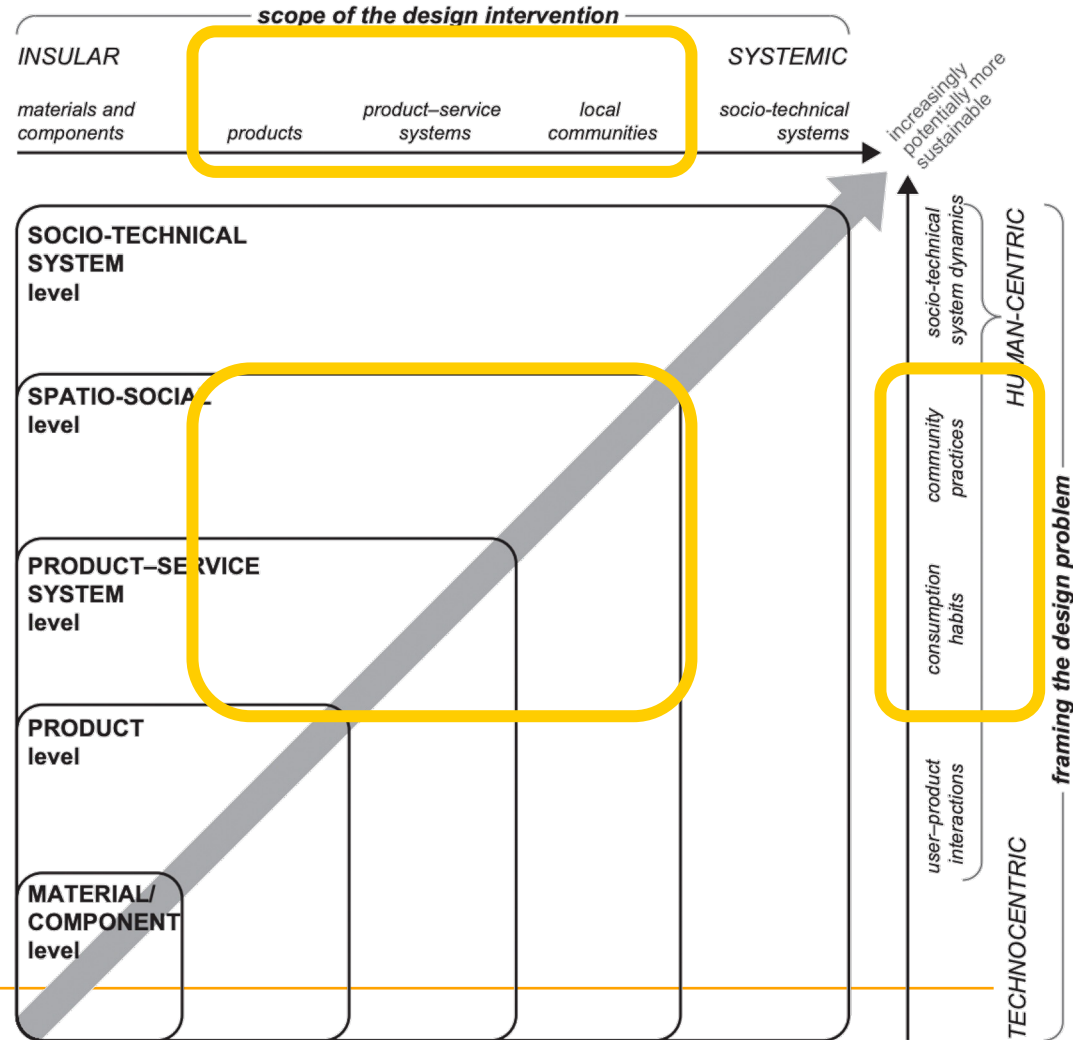 scope of the design intervention
INSULAR
SYSTEMIC
materials and
components
products
product–service
systems
local
communities
socio-technical
systems
increasingly
potentially more
sustainable
SOCIO-TECHNICAL
SYSTEM
level
SPATIO-SOCIAL
level
PRODUCT–SERVICE
SYSTEM
level
PRODUCT
level
MATERIAL/
COMPONENT
level
socio-technical
system dynamics
community
practices
consumption
habits
user–product
interactions
HUMAN-CENTRIC
TECHNOCENTRIC
framing the design problem